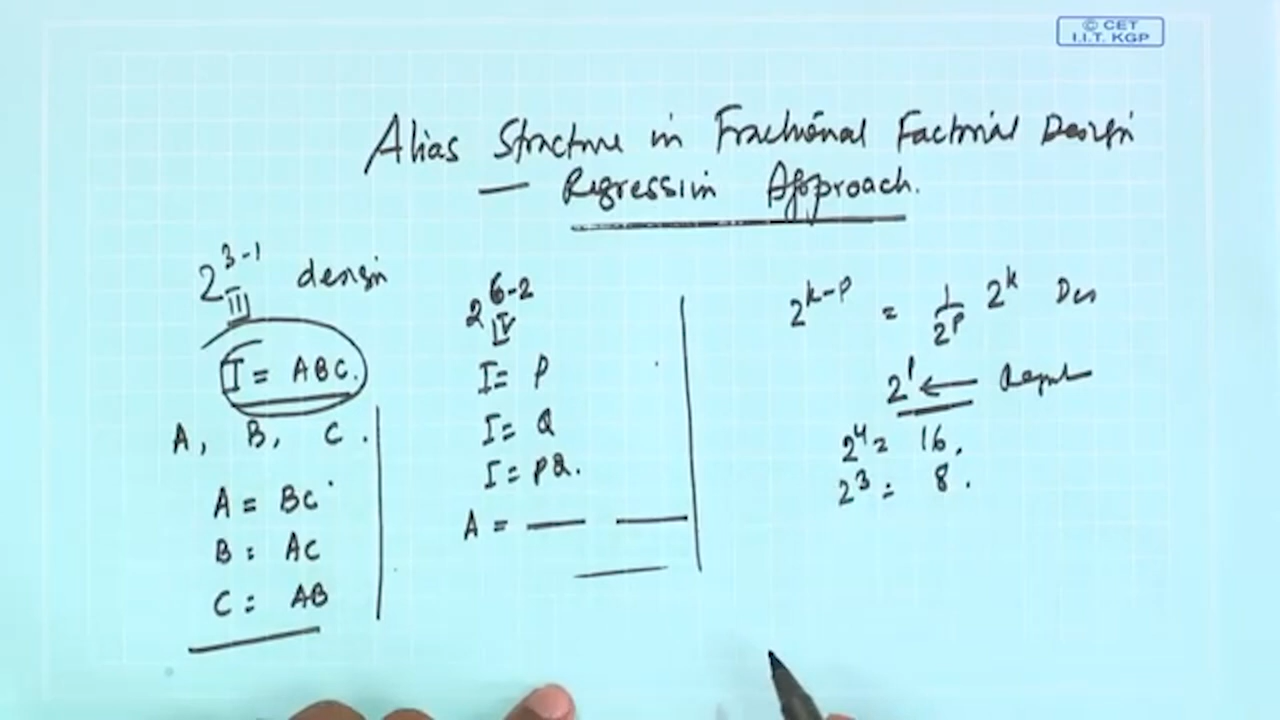 © CET
I.I.T. KGP
Alias Structure in Fractional Factorial Design
— Regression Approach.
2^{3-1}_{III} design
I = ABC.
A, B, C.
A = BC
B = AC
C = AB
2^{6-2}_{IV}
I = P
I = Q
I = PQ.
A = — —
2^{k-p} = 1/2^p 2^k Des
2^1 ←
2^4 = 16.
2^3 = 8.